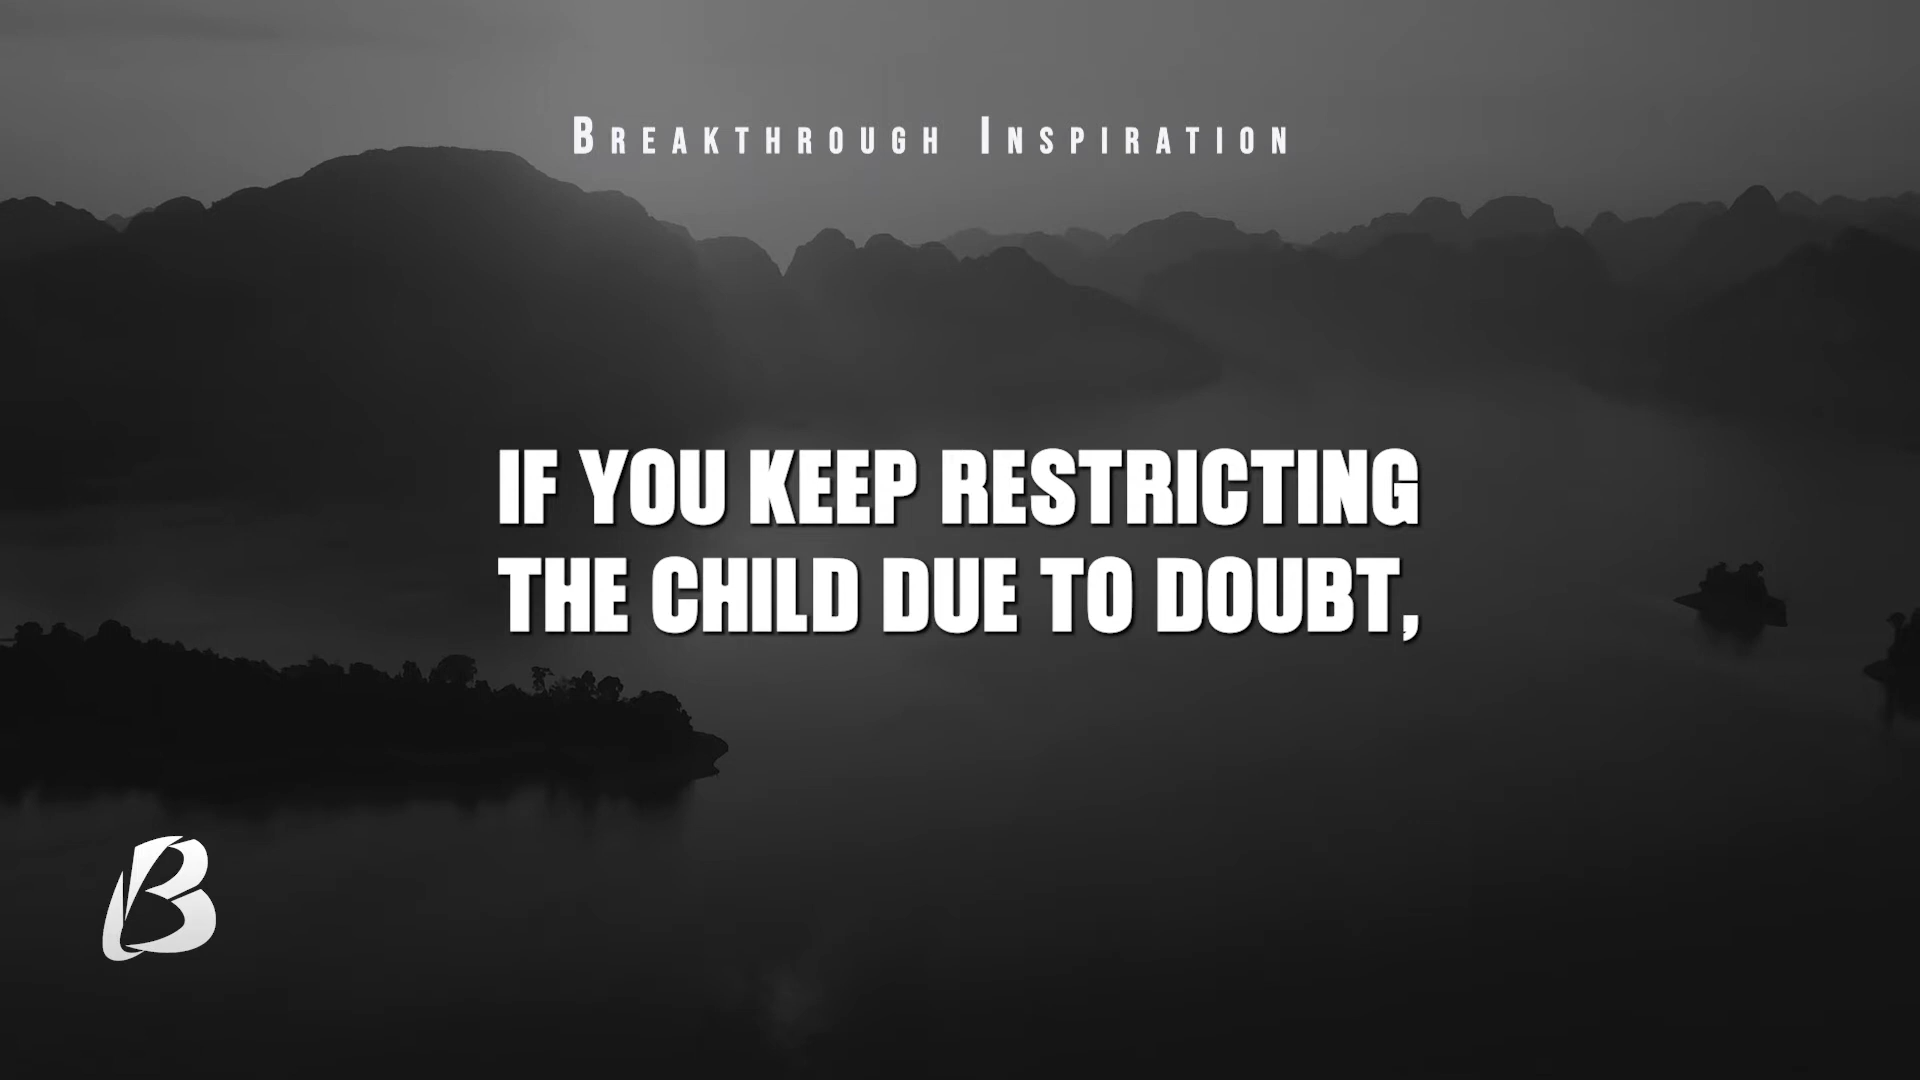 Breakthrough Inspiration
IF YOU KEEP RESTRICTING
THE CHILD DUE TO DOUBT,
B